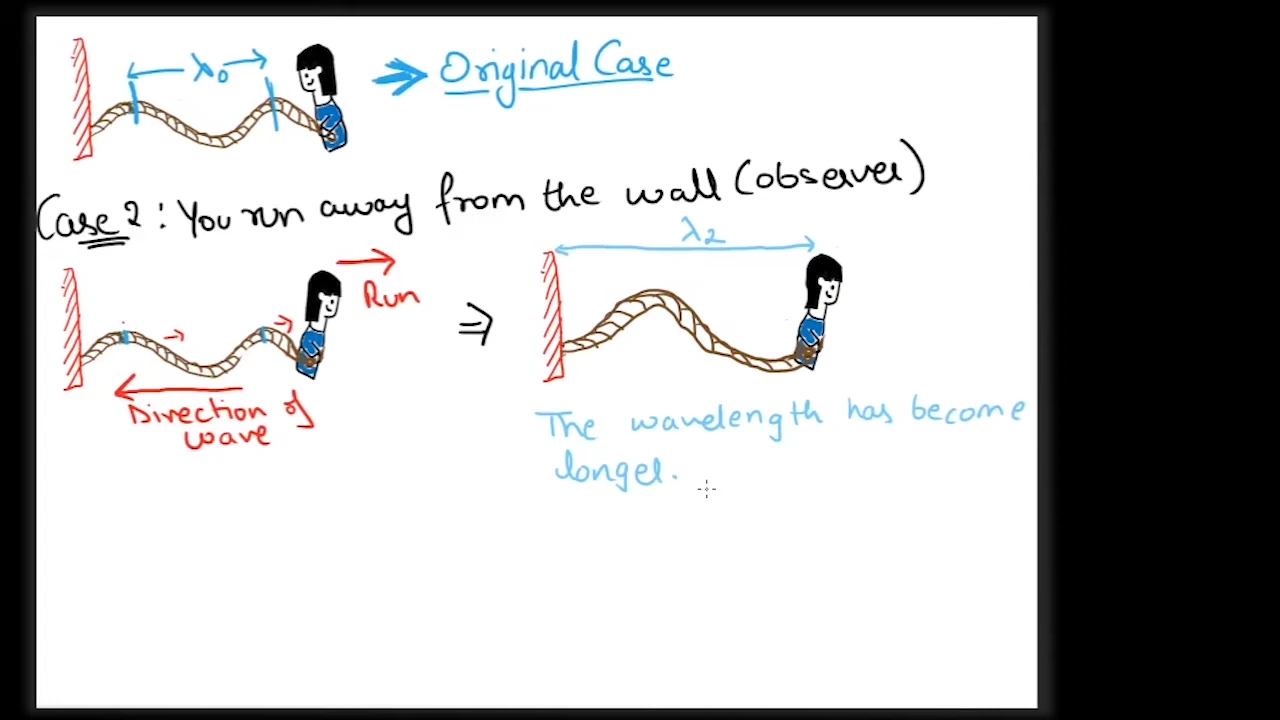 λ₀
Original Case
Case 2: You run away from the wall (observer)
Run
Direction of
wave
⇒
λ₂
The wavelength has become
longer.